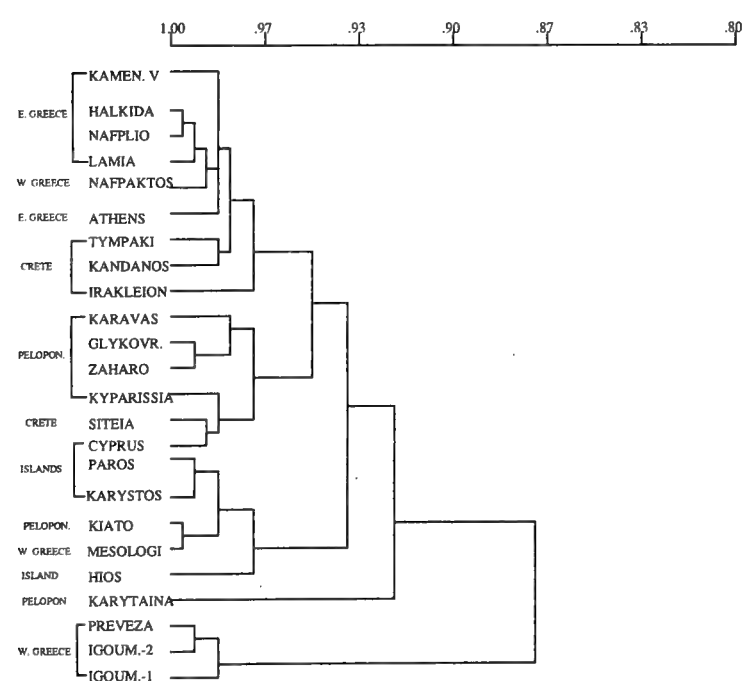 1.00 .97 .93 .90 .87 .83 .80
KAMEN. V
E. GREECE HALKIDA
NAFPLIO
LAMIA
W GREECE NAFPAKTOS
E. GREECE ATHENS
TYMPAKI
CRETE KANDANOS
IRAKLEION
KARAVAS
GLYKOVR.
PELOPON.
ZAHARO
KYPARISSIA
CRETE SITEIA
CYPRUS
ISLANDS PAROS
KARYSTOS
PELOPON. KIATO
W GREECE MESOLOGI
ISLAND HIOS
PELOPON KARYTAINA
PREVEZA
W. GREECE IGOUM.-2
IGOUM.-1